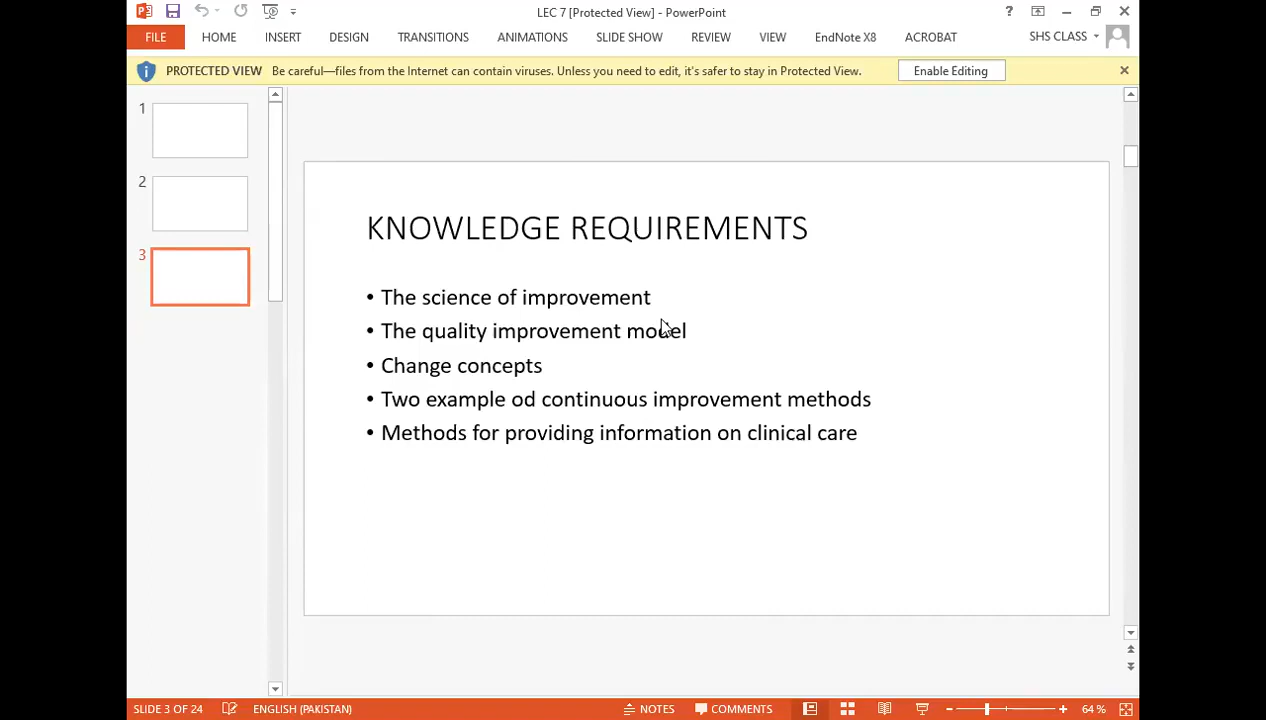 LEC 7 [Protected View] - PowerPoint
?
FILE HOME INSERT DESIGN TRANSITIONS ANIMATIONS SLIDE SHOW REVIEW VIEW EndNote X8 ACROBAT SHS CLASS
PROTECTED VIEW Be careful—files from the Internet can contain viruses. Unless you need to edit, it's safer to stay in Protected View. Enable Editing
1
2
3
KNOWLEDGE REQUIREMENTS
• The science of improvement
• The quality improvement model
• Change concepts
• Two example od continuous improvement methods
• Methods for providing information on clinical care
SLIDE 3 OF 24 ENGLISH (PAKISTAN) NOTES COMMENTS 64 %